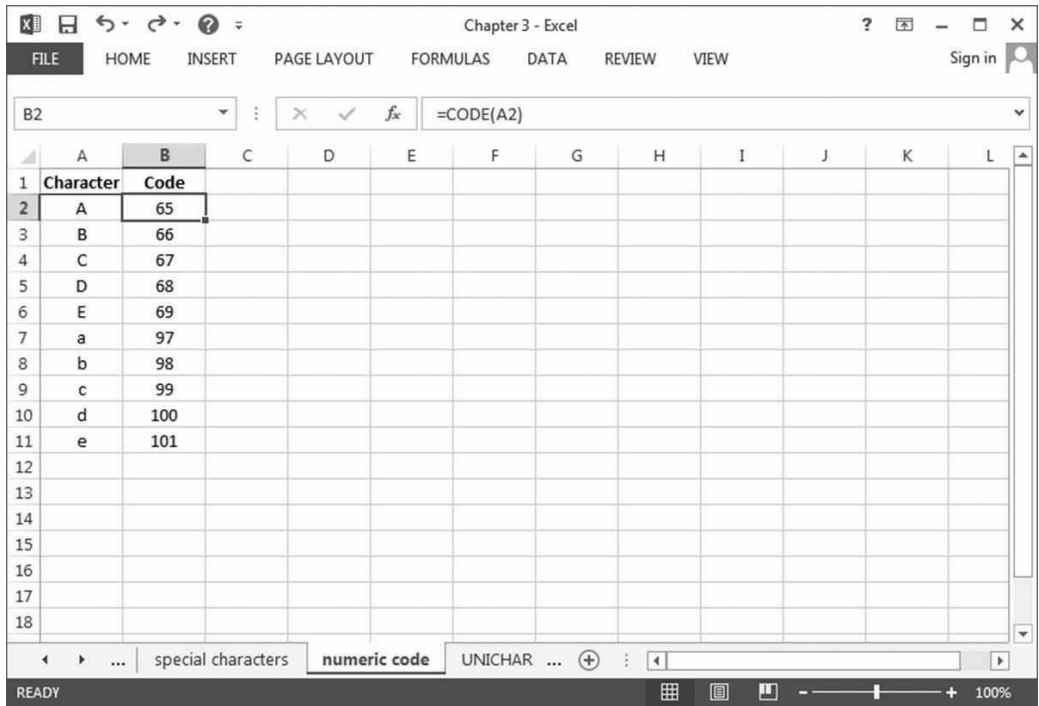 Chapter 3 - Excel
?
FILE HOME INSERT PAGE LAYOUT FORMULAS DATA REVIEW VIEW Sign in
B2 fx =CODE(A2)
A B C D E F G H I J K L
1 Character Code
2 A 65
3 B 66
4 C 67
5 D 68
6 E 69
7 a 97
8 b 98
9 c 99
10 d 100
11 e 101
12
13
14
15
16
17
18
... special characters numeric code UNICHAR ...
READY 100%